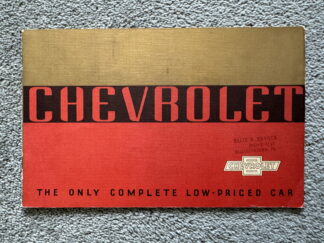 CHEVROLET
CHEVROLET
THE ONLY COMPLETE LOW-PRICED CAR